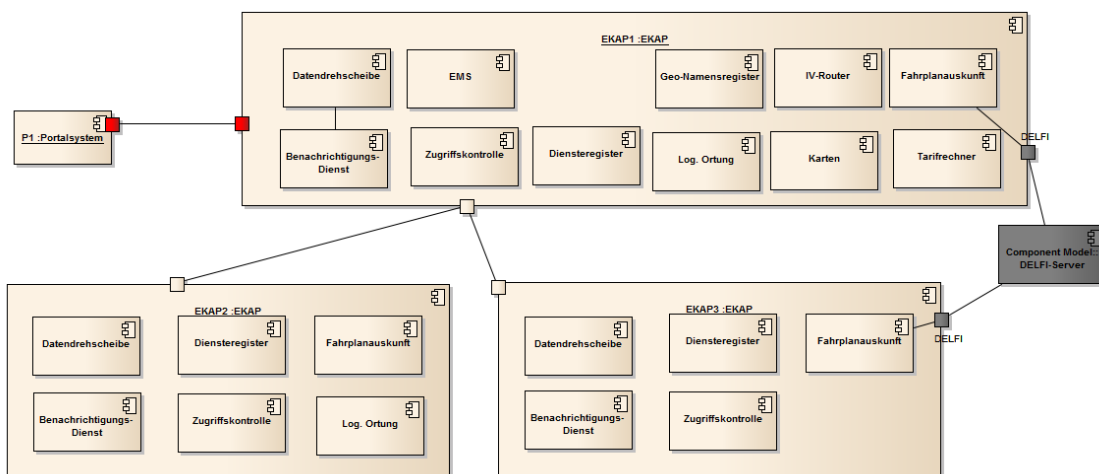 EKAP1 :EKAP
Datendrehscheibe
EMS
Geo-Namensregister
IV-Router
Fahrplanauskunft
P1 :Portalsystem
DELFI
Benachrichtigungs-
Dienst
Zugriffskontrolle
Diensteregister
Log. Ortung
Karten
Tarifrechner
Component Model::
DELFI-Server
EKAP2 :EKAP
Datendrehscheibe
Diensteregister
Fahrplanauskunft
Benachrichtigungs-
Dienst
Zugriffskontrolle
Log. Ortung
EKAP3 :EKAP
Datendrehscheibe
Diensteregister
Fahrplanauskunft
DELFI
Benachrichtigungs-
Dienst
Zugriffskontrolle